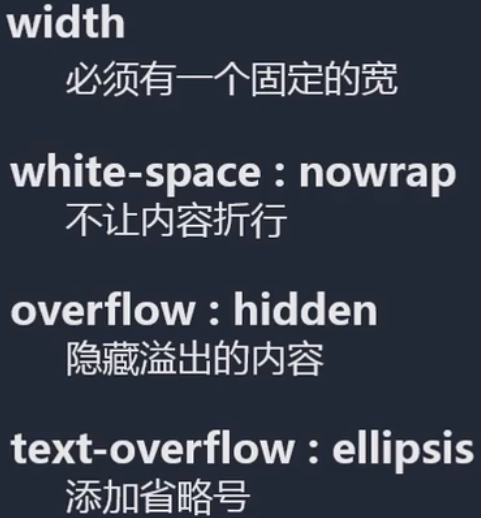 width
必须有一个固定的宽
white-space : nowrap
不让内容折行
overflow : hidden
隐藏溢出的内容
text-overflow : ellipsis
添加省略号